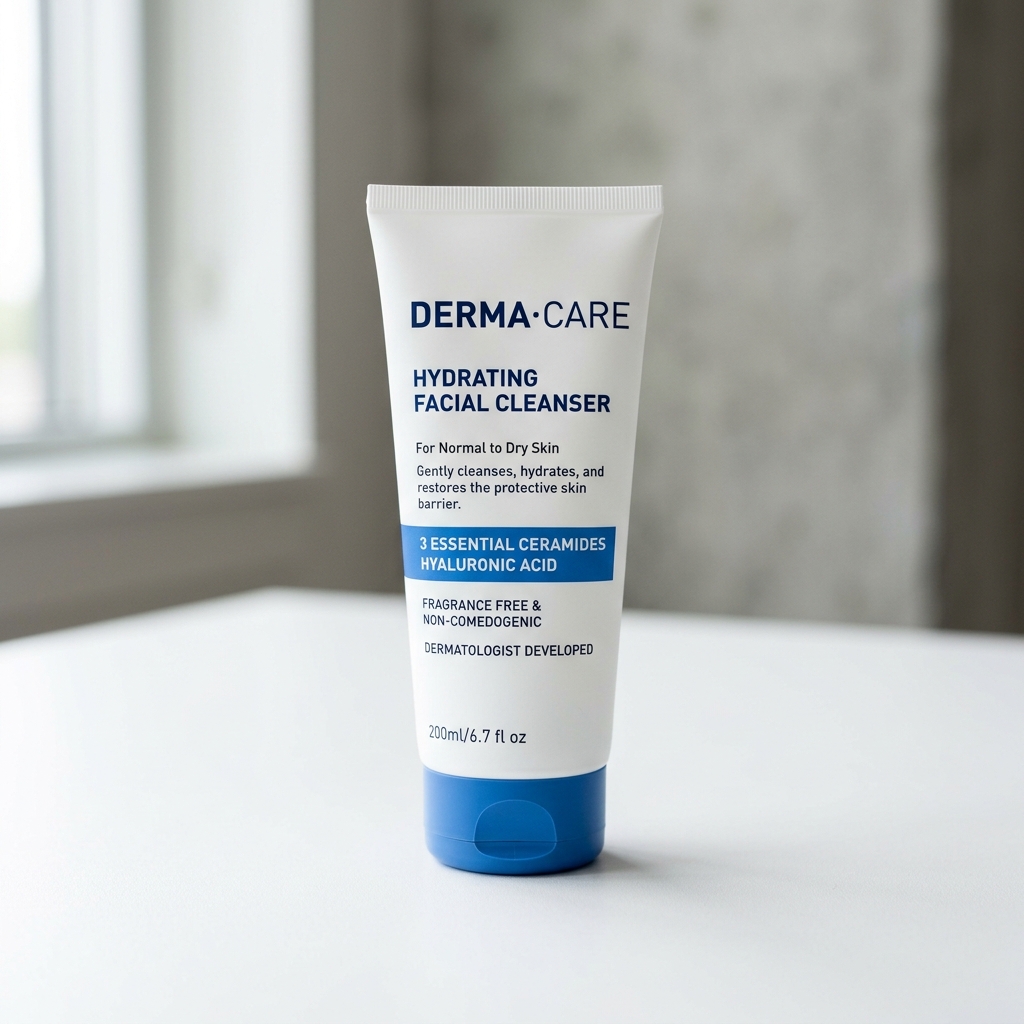 DERMA·CARE
HYDRATING
FACIAL CLEANSER
For Normal to Dry Skin
Gently cleanses, hydrates, and
restores the protective skin
barrier.
3 ESSENTIAL CERAMIDES
HYALURONIC ACID
FRAGRANCE FREE &
NON-COMEDOGENIC
DERMATOLOGIST DEVELOPED
200ml/6.7 fl oz